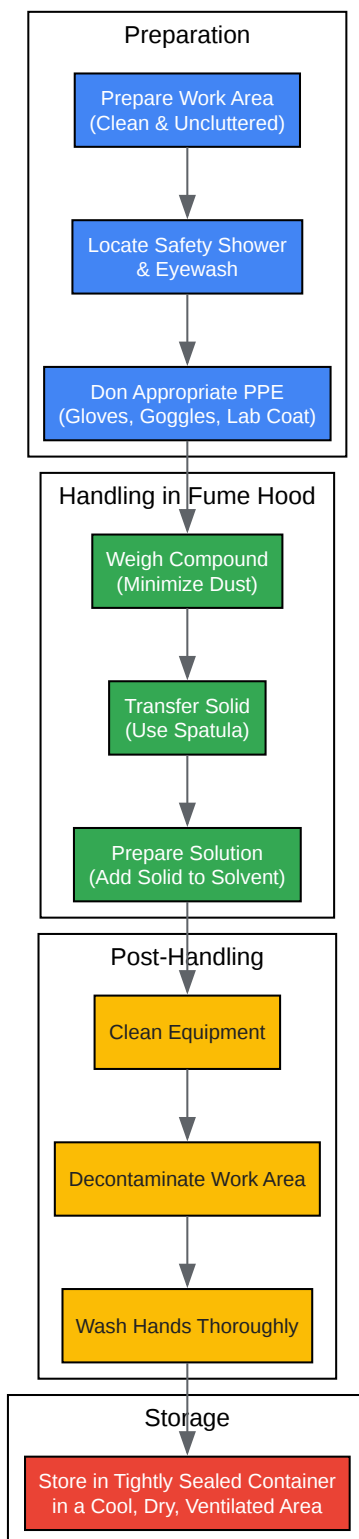 Preparation
Prepare Work Area
(Clean & Uncluttered)
Locate Safety Shower
& Eyewash
Don Appropriate PPE
(Gloves, Goggles, Lab Coat)
Handling in Fume Hood
Weigh Compound
(Minimize Dust)
Transfer Solid
(Use Spatula)
Prepare Solution
(Add Solid to Solvent)
Post-Handling
Clean Equipment
Decontaminate Work Area
Wash Hands Thoroughly
Storage
Store in Tightly Sealed Container
in a Cool, Dry, Ventilated Area